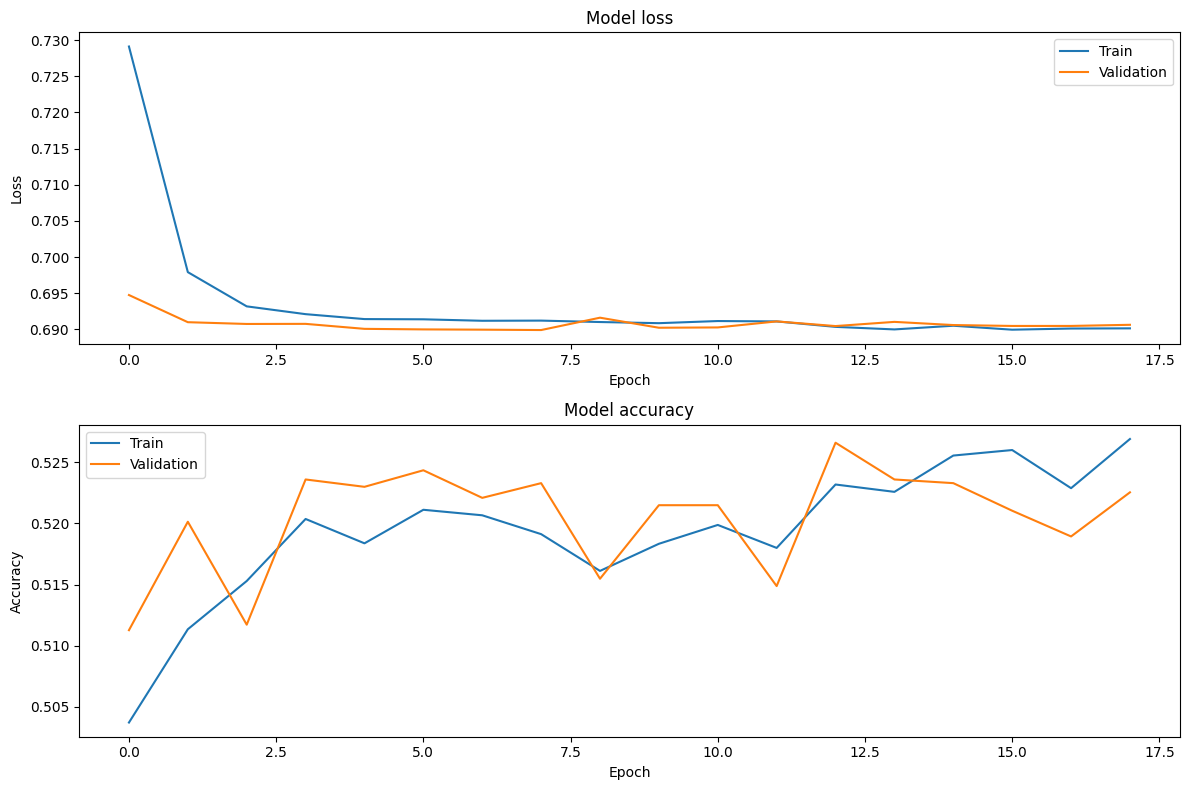 Model loss
0.730
0.725
0.720
0.715
0.710
0.705
0.700
0.695
0.690
Loss
Train
Validation
0.0 2.5 5.0 7.5 10.0 12.5 15.0 17.5
Epoch
Model accuracy
Train
Validation
0.525
0.520
0.515
0.510
0.505
Accuracy
0.0 2.5 5.0 7.5 10.0 12.5 15.0 17.5
Epoch